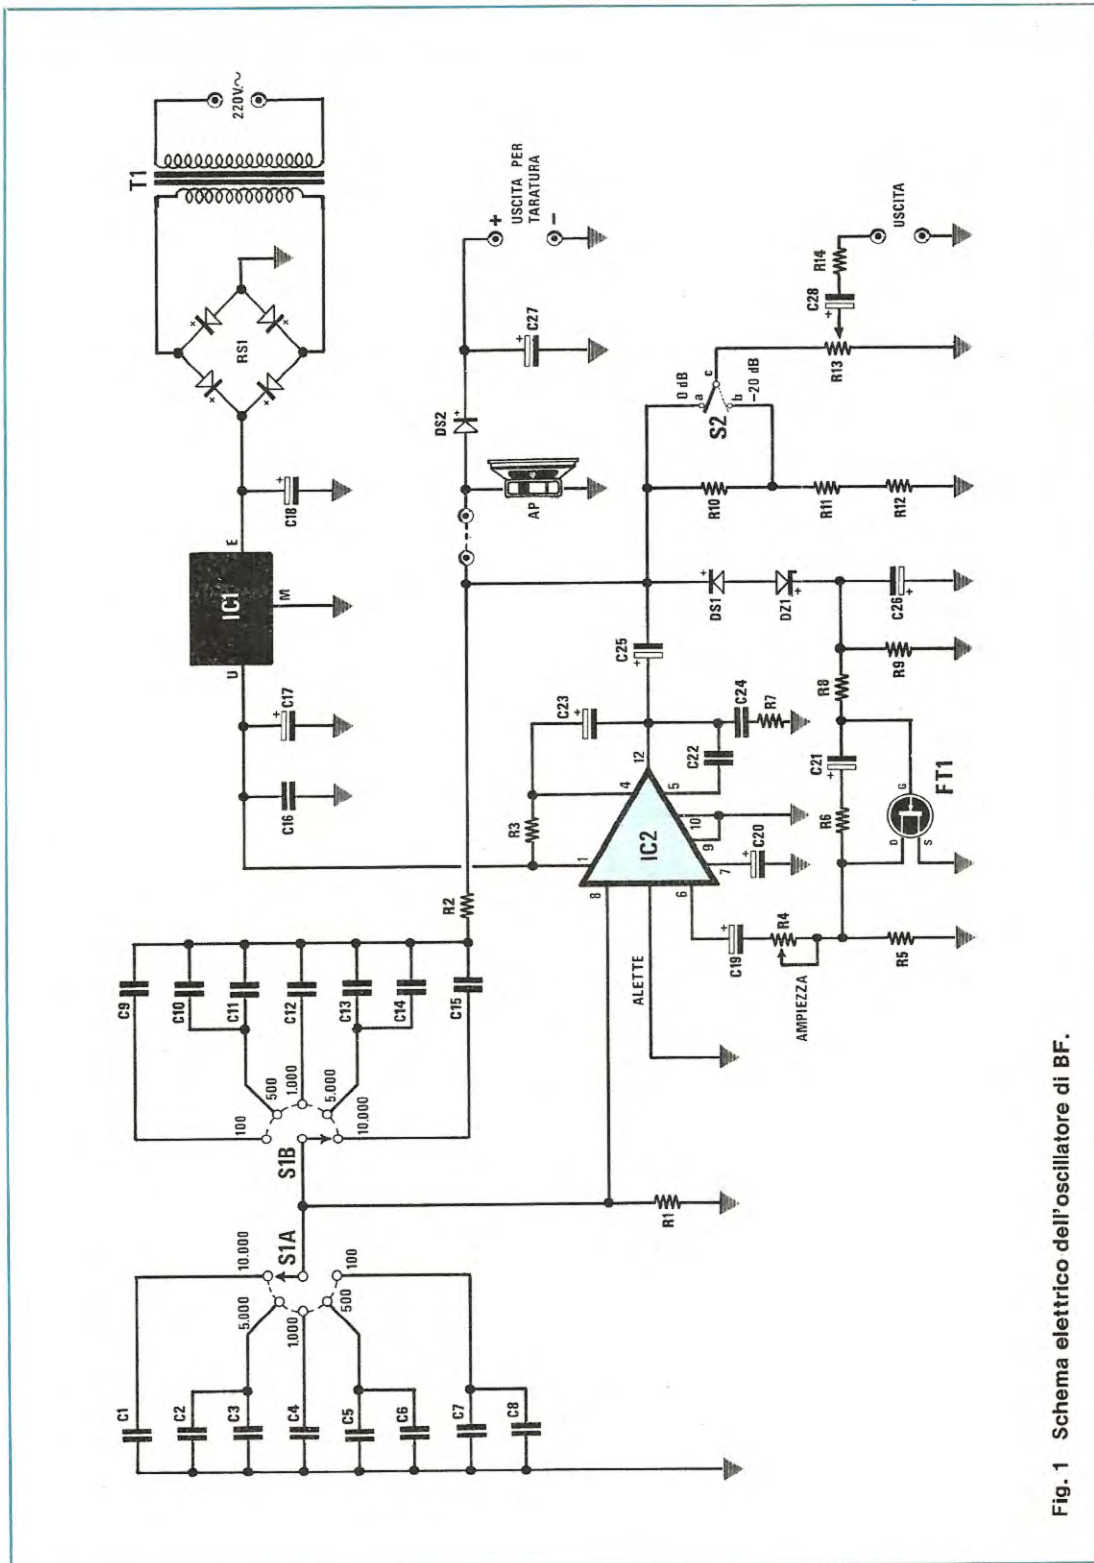 T1
220V~
RS1
C18
E
IC1
M
U
C17
C16
+
USCITA PER
TARATURA
-
DS2
C27
AP
R2
C9
C10
C11
C12
C13
C14
C15
100
500
1.000
5.000
10.000
S1B
S1A
10.000
5.000
1.000
500
100
C1
C2
C3
C4
C5
C6
C7
C8
R1
R3
C23
C25
1
4
12
8
IC2
5
10
9
7
6
C22
C24
R7
C20
ALETTE
C19
R4
AMPIEZZA
R5
R6
C21
R8
D
G
S
FT1
R9
C26
DS1
DZ1
R10
R11
R12
0 dB
a
c
b
-20 dB
S2
R13
C28
R14
USCITA
Fig. 1 Schema elettrico dell'oscillatore di BF.